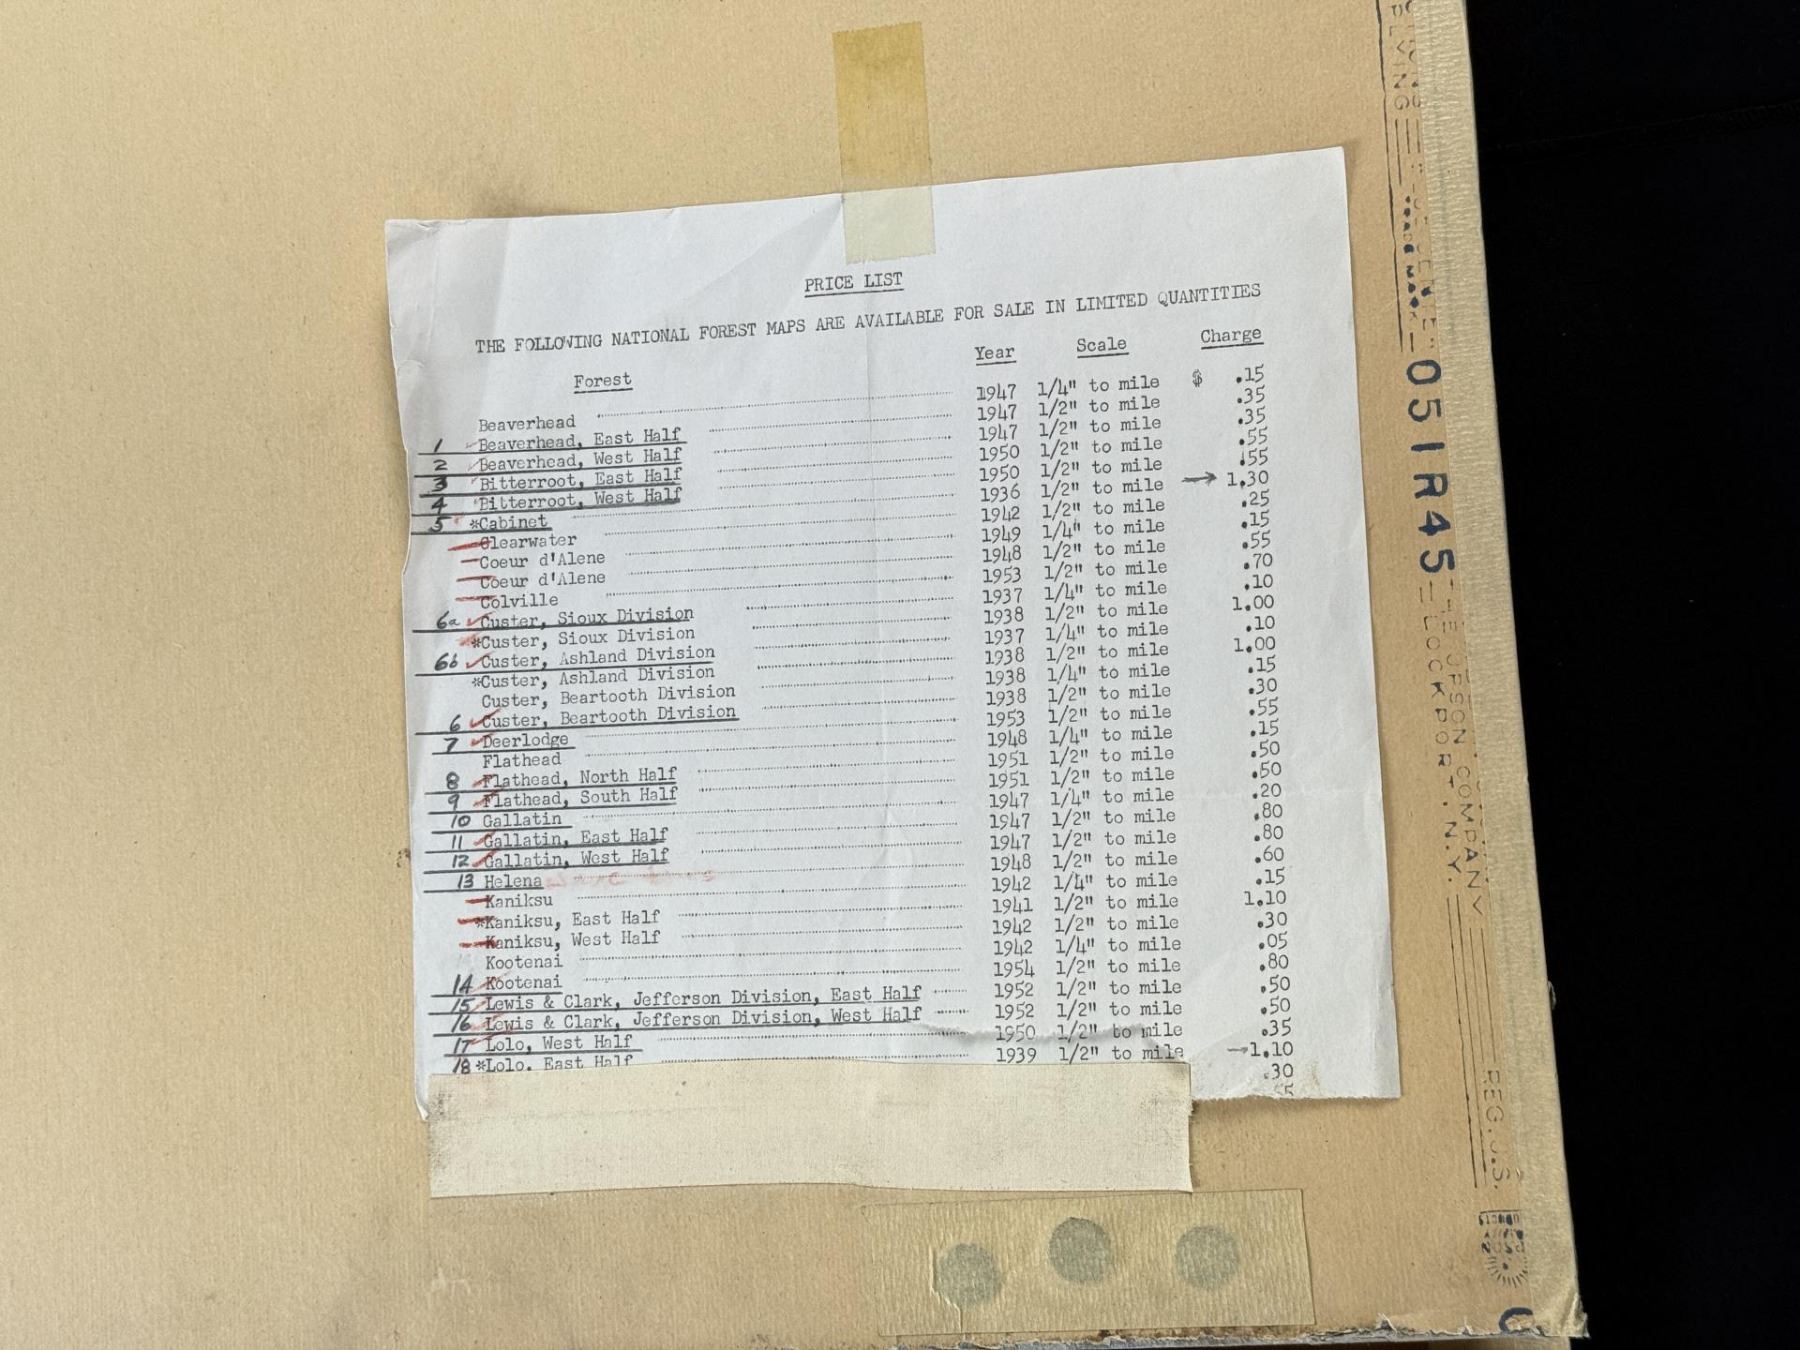 PRICE LIST
THE FOLLOWING NATIONAL FOREST MAPS ARE AVAILABLE FOR SALE IN LIMITED QUANTITIES
Forest Year Scale Charge
Beaverhead 1947 1/4" to mile $ .15
1 Beaverhead, East Half 1947 1/2" to mile .35
2 Beaverhead, West Half 1947 1/2" to mile .35
3 Bitterroot, East Half 1950 1/2" to mile .55
4 Bitterroot, West Half 1950 1/2" to mile .55
5 *Cabinet 1936 1/2" to mile → 1.30
Clearwater 1942 1/2" to mile .25
Coeur d'Alene 1949 1/4" to mile .15
Coeur d'Alene 1948 1/2" to mile .55
Colville 1953 1/2" to mile .70
6a Custer, Sioux Division 1937 1/4" to mile .10
*Custer, Sioux Division 1938 1/2" to mile 1.00
6b Custer, Ashland Division 1937 1/4" to mile .10
*Custer, Ashland Division 1938 1/2" to mile 1.00
Custer, Beartooth Division 1938 1/4" to mile .15
6 Custer, Beartooth Division 1938 1/2" to mile .30
7 Deerlodge 1953 1/2" to mile .55
Flathead 1948 1/4" to mile .15
8 Flathead, North Half 1951 1/2" to mile .50
9 Flathead, South Half 1951 1/2" to mile .50
10 Gallatin 1947 1/4" to mile .20
11 Gallatin, East Half 1947 1/2" to mile .80
12 Gallatin, West Half 1947 1/2" to mile .80
13 Helena 1948 1/2" to mile .60
Kaniksu 1942 1/4" to mile .15
*Kaniksu, East Half 1941 1/2" to mile 1.10
Kaniksu, West Half 1942 1/2" to mile .30
Kootenai 1942 1/4" to mile .05
14 Kootenai 1954 1/2" to mile .80
15 Lewis & Clark, Jefferson Division, East Half 1952 1/2" to mile .50
16 Lewis & Clark, Jefferson Division, West Half 1952 1/2" to mile .50
17 Lolo, West Half 1950 1/2" to mile .35
18 *Lolo, East Half 1939 1/2" to mile →1.10
.30
55
051R45
COMPANY
LOCKPORT, N.Y.
REG. U.S.